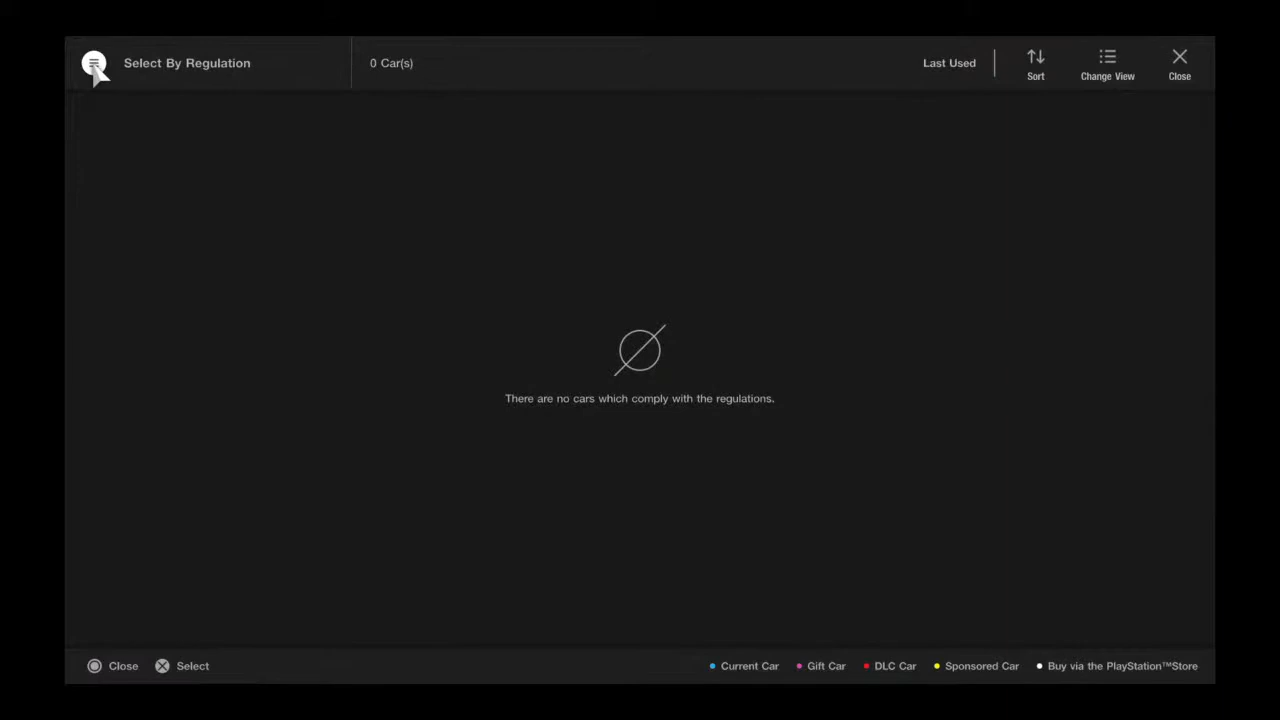 Select By Regulation
0 Car(s)
Last Used
Sort
Change View
Close
There are no cars which comply with the regulations.
Close
Select
Current Car
Gift Car
DLC Car
Sponsored Car
Buy via the PlayStation™Store